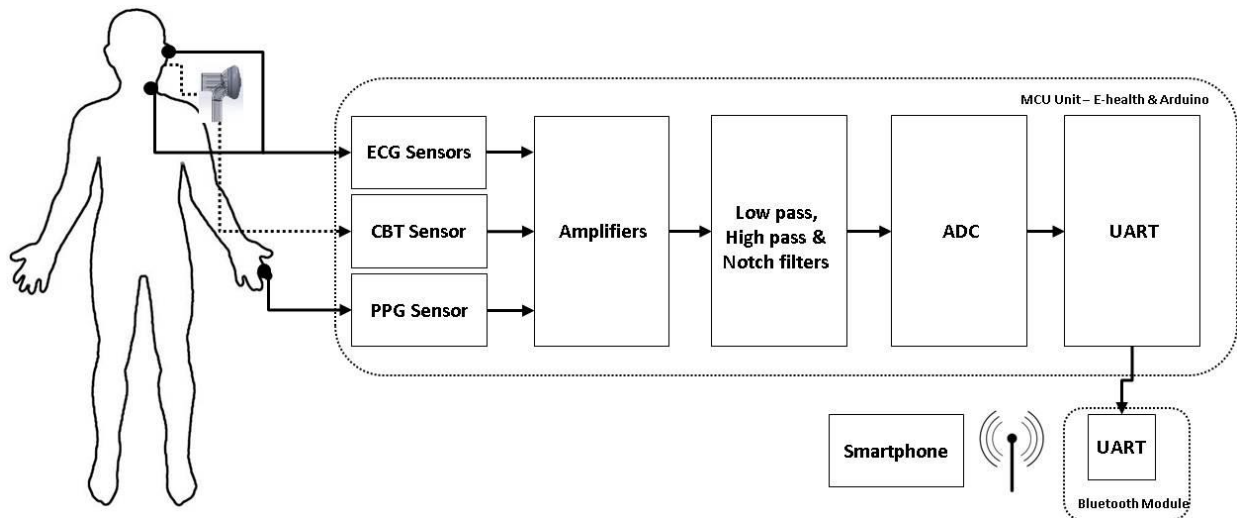 MCU Unit – E-health & Arduino
ECG Sensors
CBT Sensor
PPG Sensor
Amplifiers
Low pass,
High pass &
Notch filters
ADC
UART
Smartphone
UART
Bluetooth Module